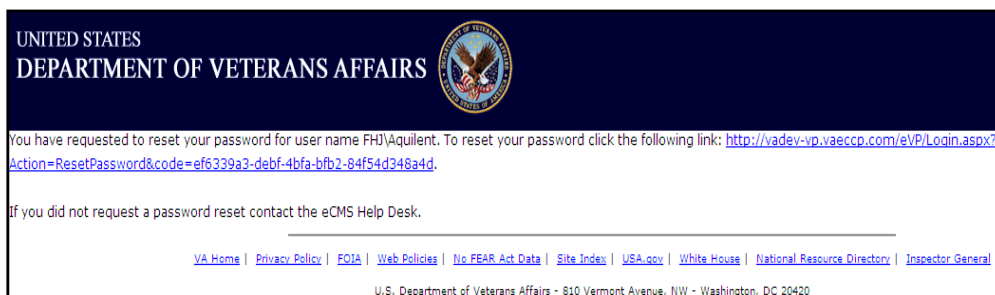 UNITED STATES
DEPARTMENT OF VETERANS AFFAIRS
You have requested to reset your password for user name FHJ\Aquilent. To reset your password click the following link: http://vadev-vp.vaeccp.com/eVP/Login.aspx?
Action=ResetPassword&code=ef6339a3-debf-4bfa-bfb2-84f54d348a4d.
If you did not request a password reset contact the eCMS Help Desk.
VA Home | Privacy Policy | FOIA | Web Policies | No FEAR Act Data | Site Index | USA.gov | White House | National Resource Directory | Inspector General
U.S. Department of Veterans Affairs - 810 Vermont Avenue, NW - Washington, DC 20420